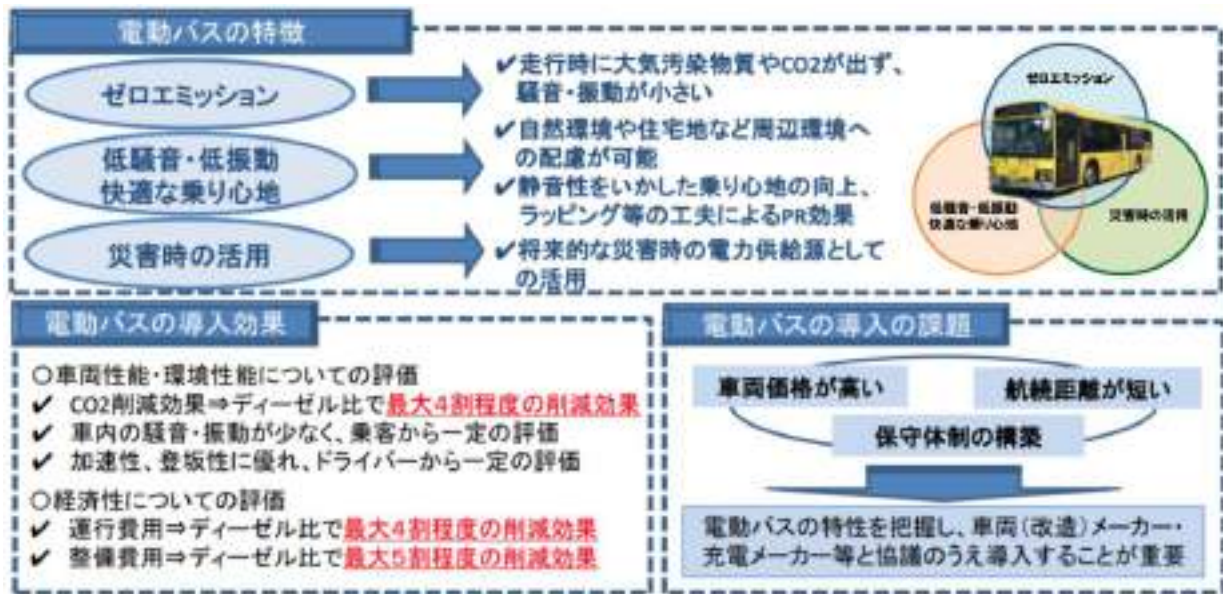 電動バスの特徴
ゼロエミッション
✔走行時に大気汚染物質やCO2が出ず、
騒音・振動が小さい
低騒音・低振動
快適な乗り心地
✔自然環境や住宅地など周辺環境へ
の配慮が可能
✔静音性をいかした乗り心地の向上、
ラッピング等の工夫によるPR効果
災害時の活用
✔将来的な災害時の電力供給源として
の活用
ゼロエミッション
低騒音・低振動
快適な乗り心地
災害時の活用
電動バスの導入効果
○車両性能・環境性能についての評価
✔ CO2削減効果⇒ディーゼル比で最大4割程度の削減効果
✔ 車内の騒音・振動が少なく、乗客から一定の評価
✔ 加速性、登坂性に優れ、ドライバーから一定の評価
○経済性についての評価
✔ 運行費用⇒ディーゼル比で最大4割程度の削減効果
✔ 整備費用⇒ディーゼル比で最大5割程度の削減効果
電動バスの導入の課題
車両価格が高い
航続距離が短い
保守体制の構築
電動バスの特性を把握し、車両(改造)メーカー・
充電メーカー等と協議のうえ導入することが重要